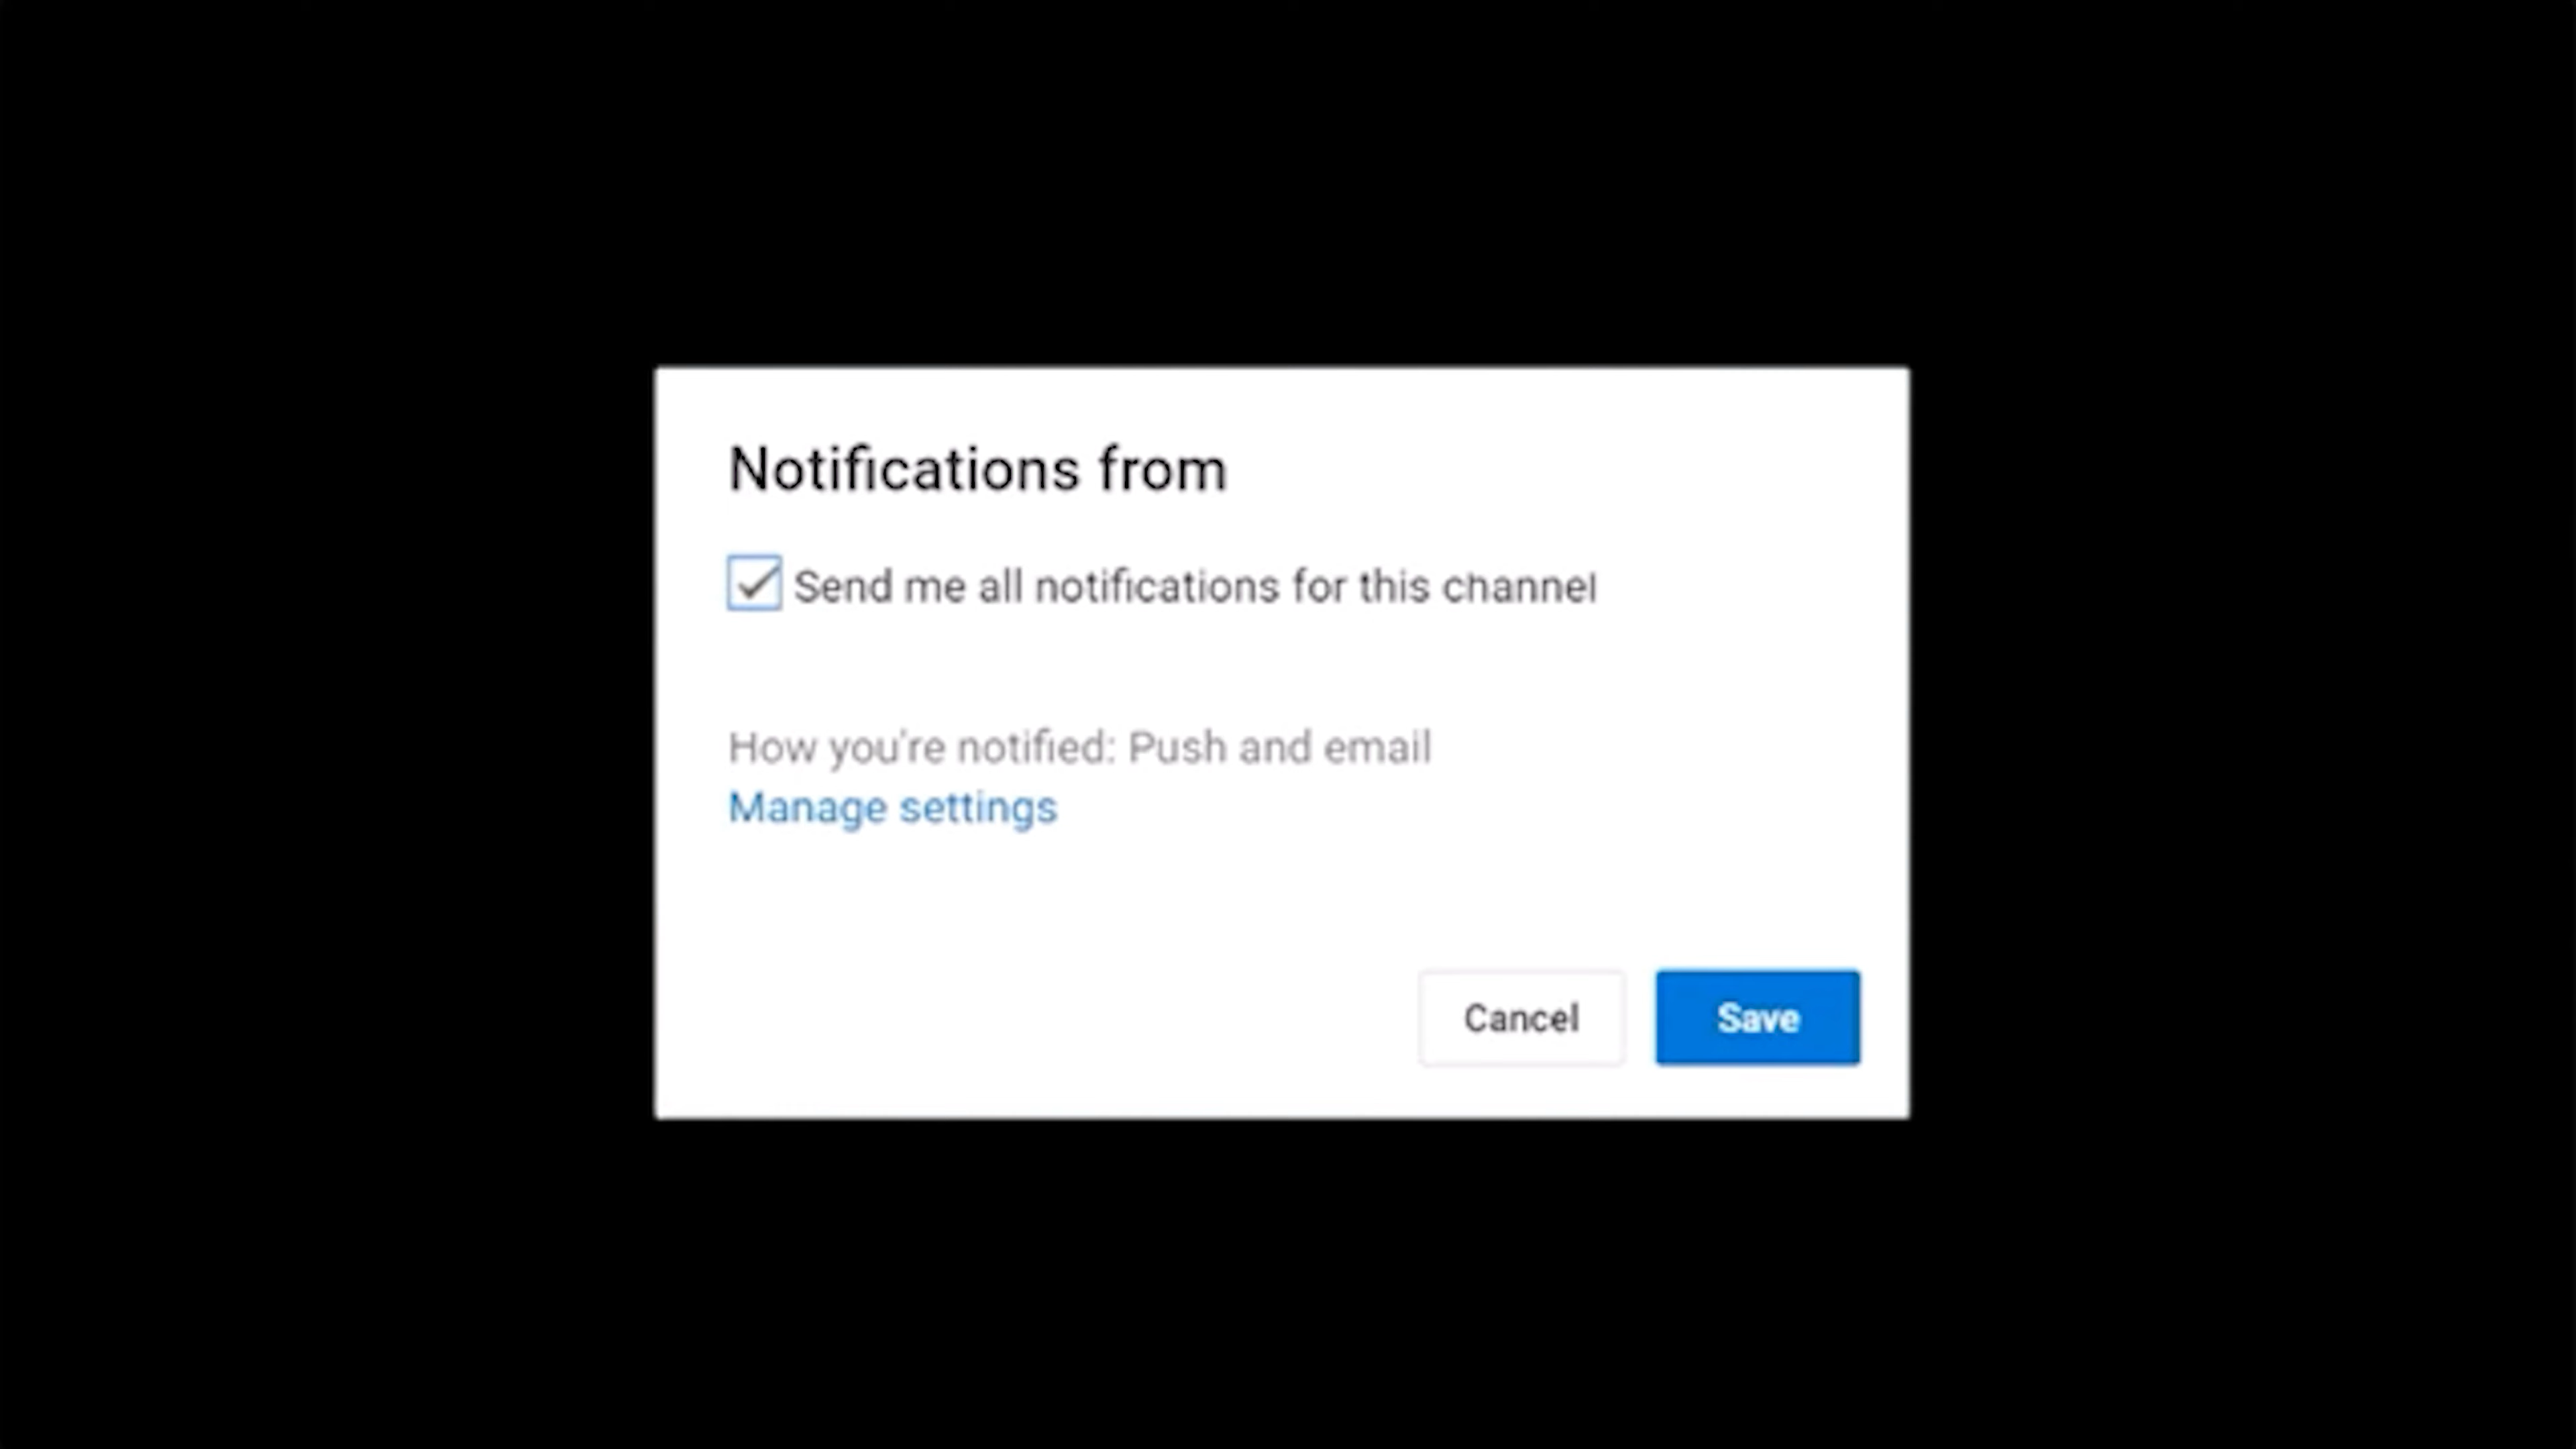 Notifications from
Send me all notifications for this channel
How you're notified: Push and email
Manage settings
Cancel
Save